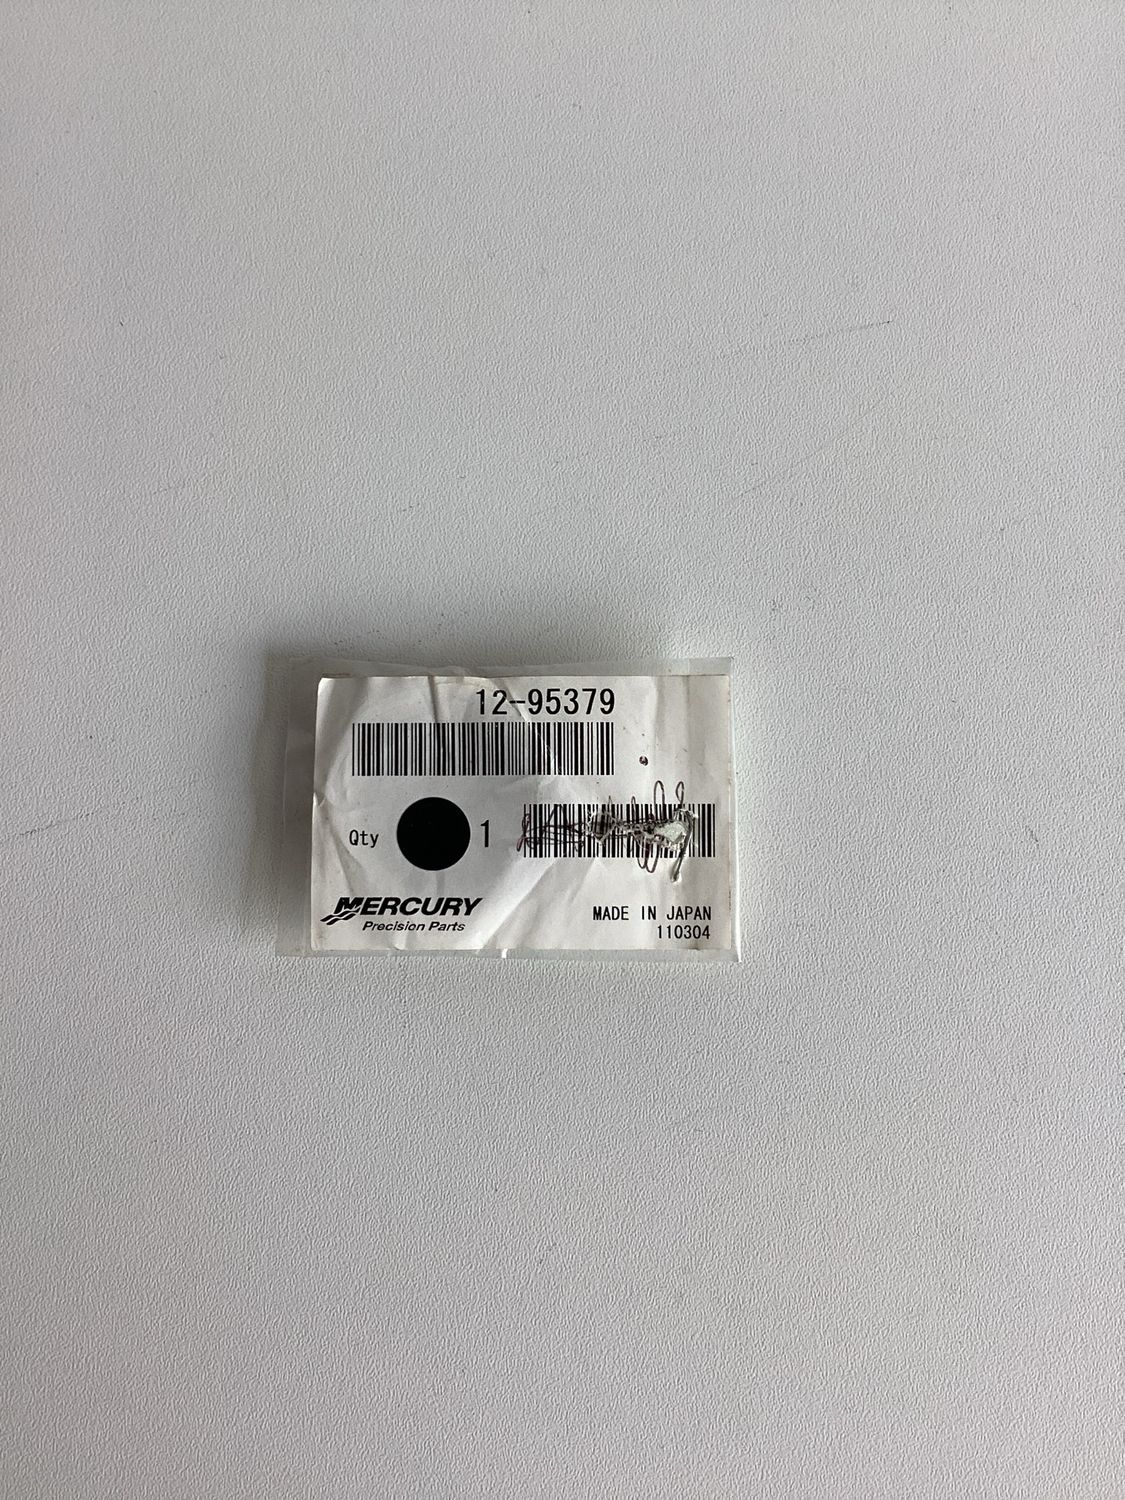 12-95379
Qty 1
MERCURY
Precision Parts
MADE IN JAPAN
110304